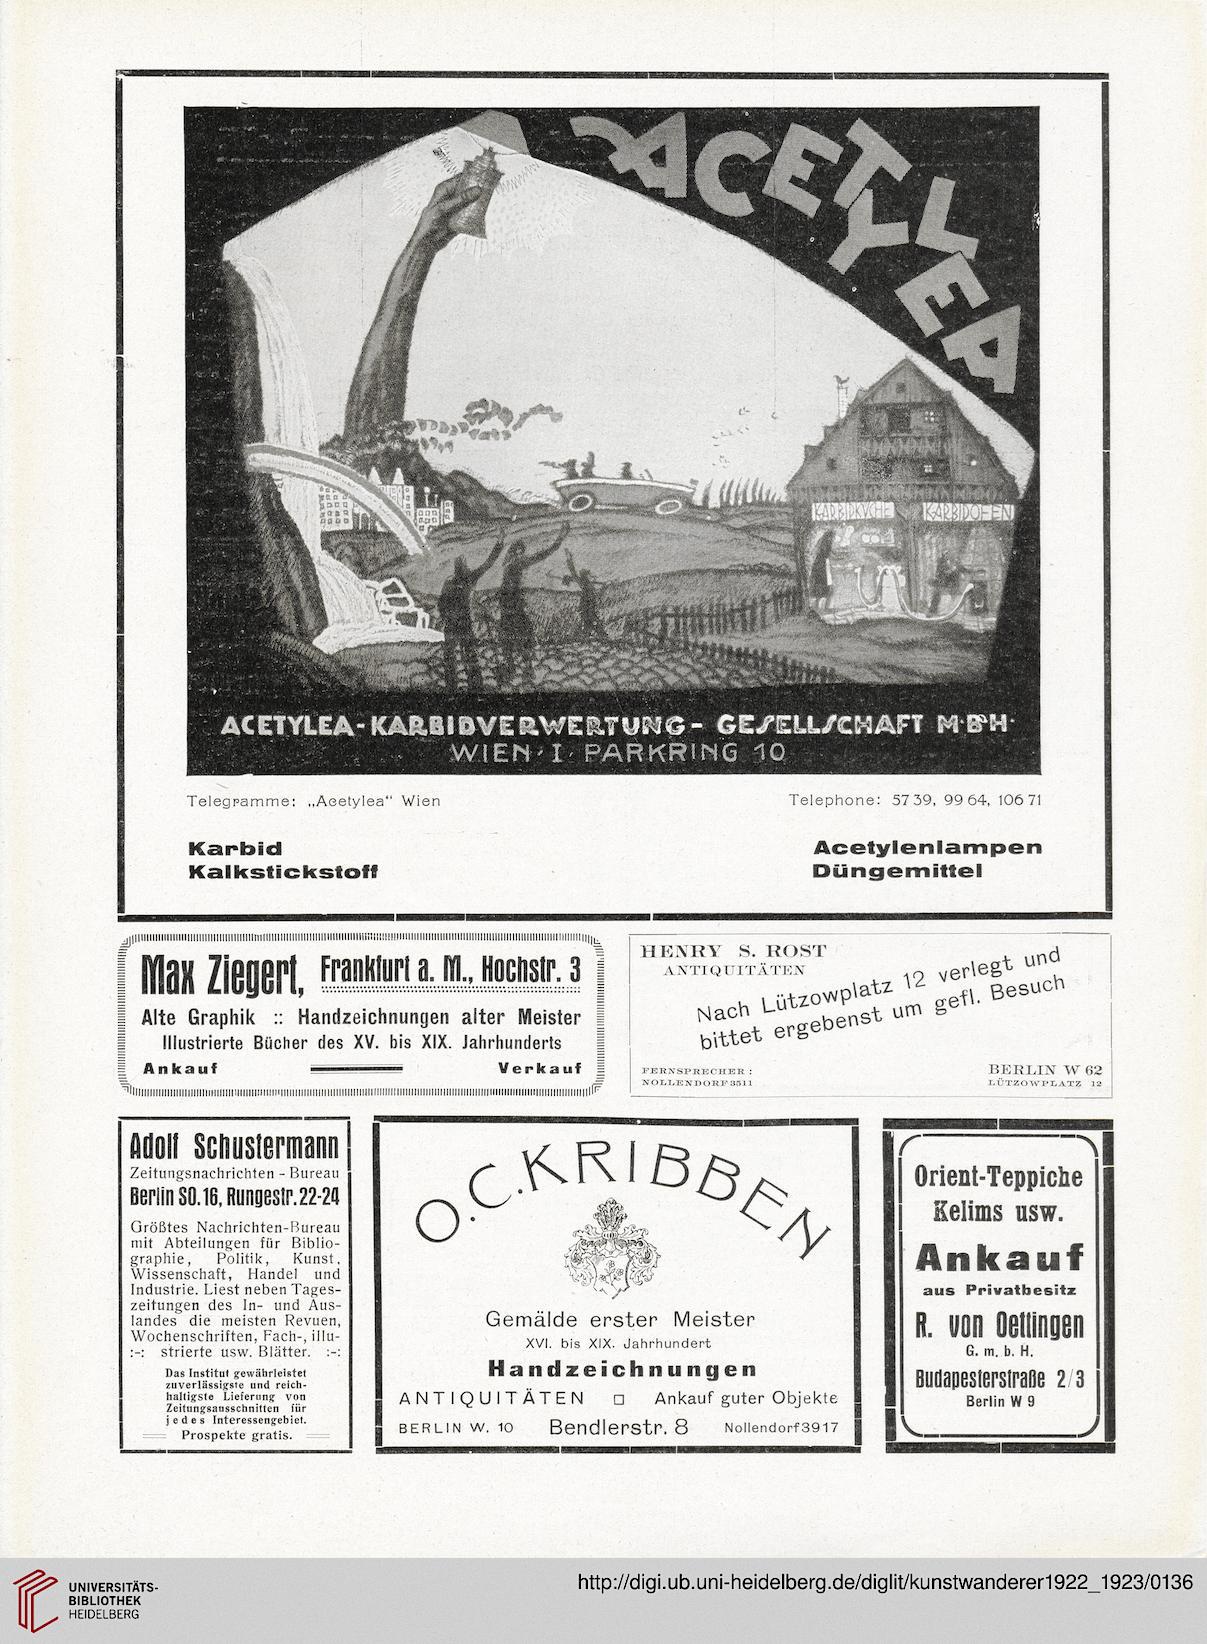 ACETYLEA
KARBIDKÜCHE
KARBIDOFEN
ACETYLEA-KARBIDVERWERTUNG-GESELLSCHAFT M·B·H·
WIEN · I · PARKRING 10
Telegramme: „Acetylea“ Wien
Telephone: 57 39, 99 64, 106 71
Karbid
Kalkstickstoff
Acetylenlampen
Düngemittel
Max Ziegert, Frankfurt a. M., Hochstr. 3
Alte Graphik :: Handzeichnungen alter Meister
Illustrierte Bücher des XV. bis XIX. Jahrhunderts
Ankauf Verkauf
HENRY S. ROST
ANTIQUITÄTEN
Nach Lützowplatz 12 verlegt und
bittet ergebenst um gefl. Besuch
FERNSPRECHER:
NOLLENDORF 3511
BERLIN W 62
LÜTZOWPLATZ 12
Adolf Schustermann
Zeitungsnachrichten - Bureau
Berlin SO. 16, Rungestr. 22-24
Größtes Nachrichten-Bureau
mit Abteilungen für Biblio-
graphie, Politik, Kunst,
Wissenschaft, Handel und
Industrie. Liest neben Tages-
zeitungen des In- und Aus-
landes die meisten Revuen,
Wochenschriften, Fach-, illu-
:-: strierte usw. Blätter. :-:
Das Institut gewährleistet
zuverlässigste und reich-
haltigste Lieferung von
Zeitungsausschnitten für
jedes Interessengebiet.
Prospekte gratis.
O.C.KRIBBEN
Gemälde erster Meister
XVI. bis XIX. Jahrhundert
Handzeichnungen
ANTIQUITÄTEN □ Ankauf guter Objekte
BERLIN W. 10 Bendlerstr. 8 Nollendorf 3917
Orient-Teppiche
Kelims usw.
Ankauf
aus Privatbesitz
R. von Oettingen
G. m. b. H.
Budapesterstraße 2/3
Berlin W 9
UNIVERSITÄTS-
BIBLIOTHEK
HEIDELBERG
http://digi.ub.uni-heidelberg.de/diglit/kunstwanderer1922_1923/0136